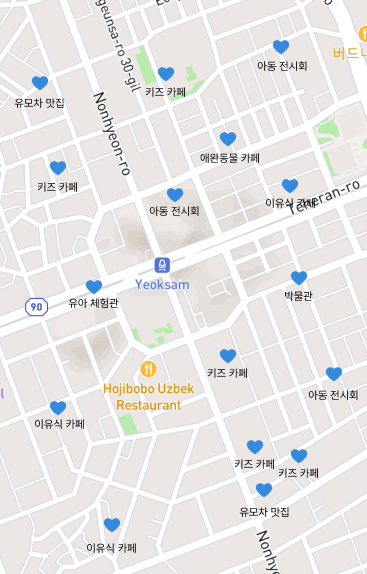 geunsa-ro 30-gil
아동 전시회
버드나
키즈 카페
유모차 맛집
Nonhyeon-ro
애완동물 카페
키즈 카페
이유식 카페
Teheran-ro
아동 전시회
Yeoksam
유아 체험관
박물관
90
키즈 카페
Hojibobo Uzbek
Restaurant
아동 전시회
이유식 카페
키즈 카페
키즈 카페
유모차 맛집
이유식 카페
Nonhye